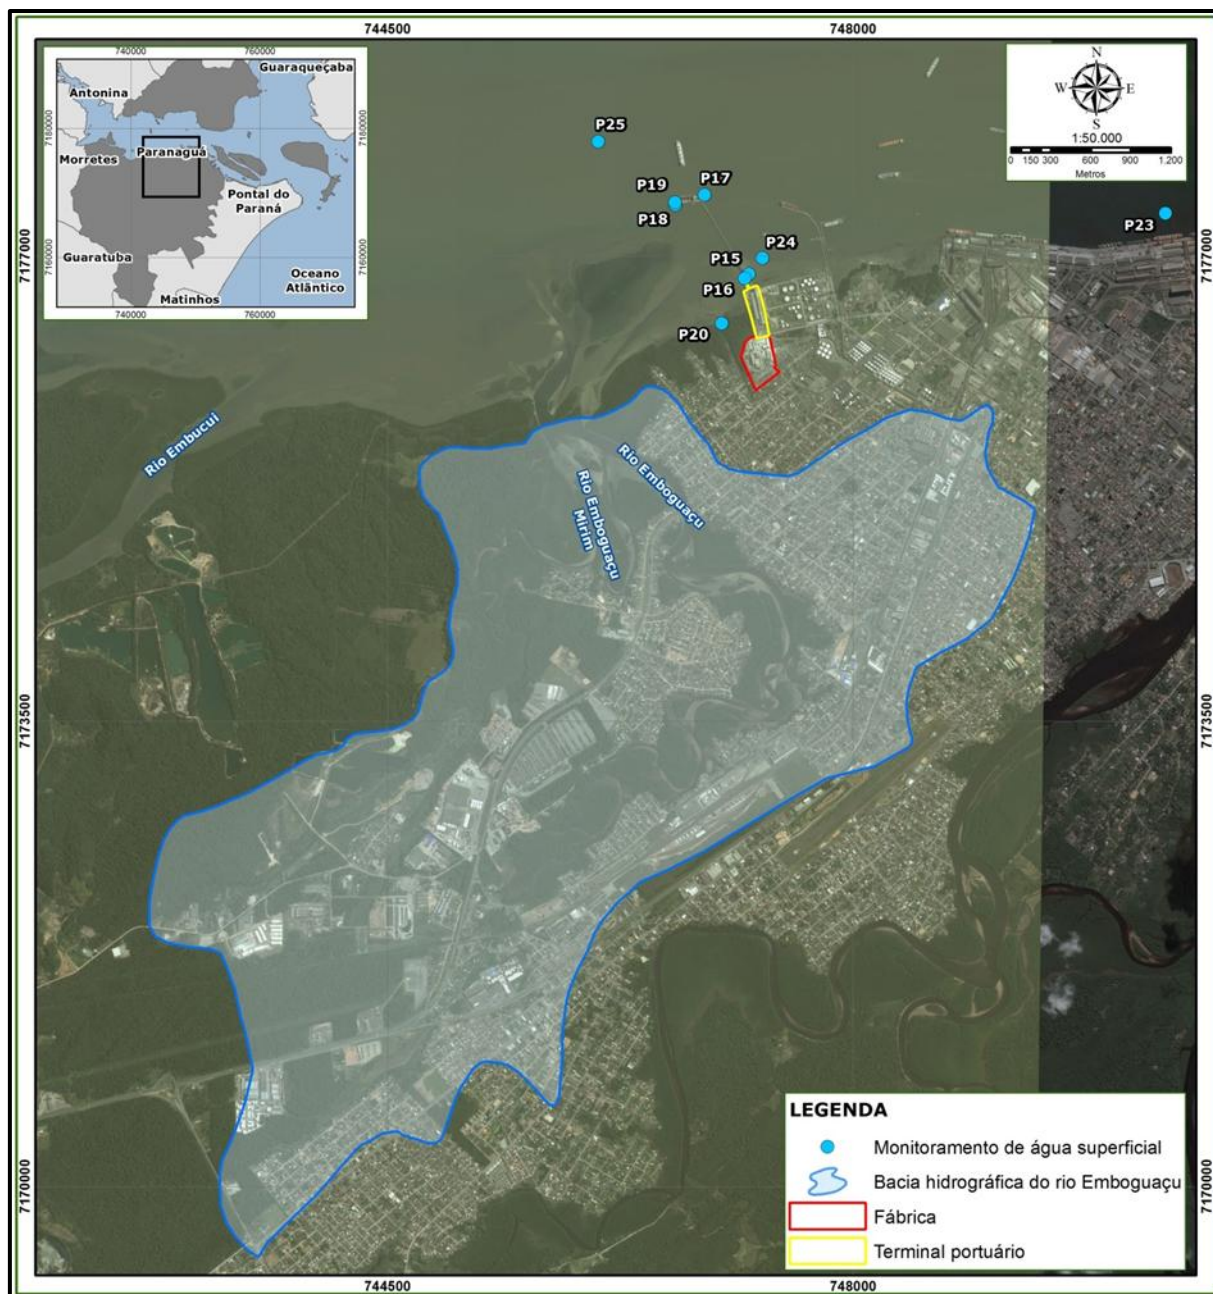 744500
748000
740000
760000
Guaraqueçaba
Antonina
7180000
7180000
Morretes
Paranaguá
Pontal do
Paraná
7160000
7160000
Guaratuba
Oceano
Atlântico
Matinhos
740000
760000
N
W
E
S
1:50.000
0 150 300 600 900 1.200
Metros
P25
P19
P17
P18
P23
P24
P15
P16
P20
7177000
7177000
Rio Embucui
Rio Emboguaçu
Rio Emboguaçu
Mirim
7173500
7173500
7170000
7170000
LEGENDA
Monitoramento de água superficial
Bacia hidrográfica do rio Emboguaçu
Fábrica
Terminal portuário
744500
748000